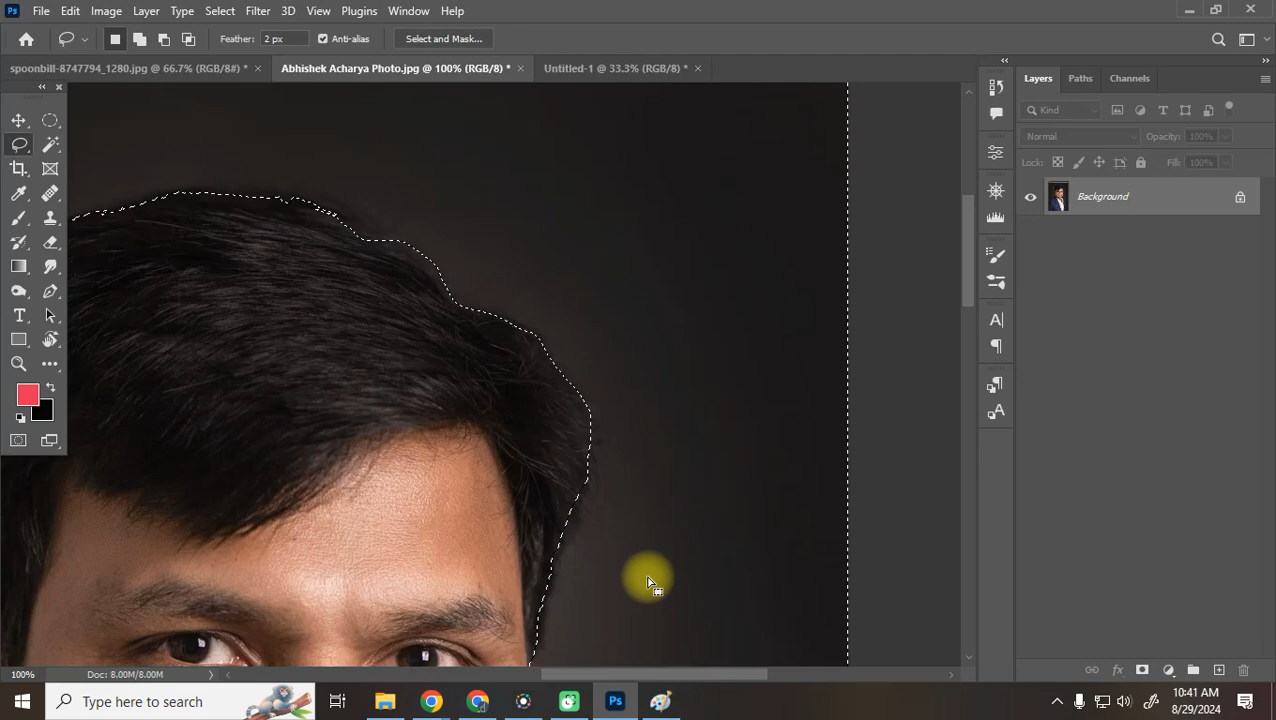 Ps File Edit Image Layer Type Select Filter 3D View Plugins Window Help
Feather: 2 px Anti-alias Select and Mask...
spoonbill-8747794_1280.jpg @ 66.7% (RGB/8#) * × Abhishek Acharya Photo.jpg @ 100% (RGB/8) * × Untitled-1 @ 33.3% (RGB/8) * ×
Layers Paths Channels
Kind
Normal Opacity: 100%
Lock: Fill: 100%
Background
100% Doc: 8.00M/8.00M
Type here to search
Ps
10:41 AM
8/29/2024